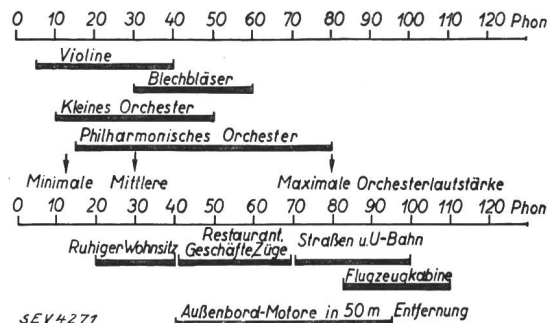 0 10 20 30 40 50 60 70 80 90 100 110 120 Phon
Violine
Blechbläser
Kleines Orchester
Philharmonisches Orchester
Minimale Mittlere Maximale Orchesterlautstärke
0 10 20 30 40 50 60 70 80 90 100 110 120 Phon
Ruhiger Wohnsitz
Restaurant,
Geschäfte Züge
Straßen u. U-Bahn
Flugzeugkabine
Außenbord-Motore in 50 m Entfernung
SEV4271